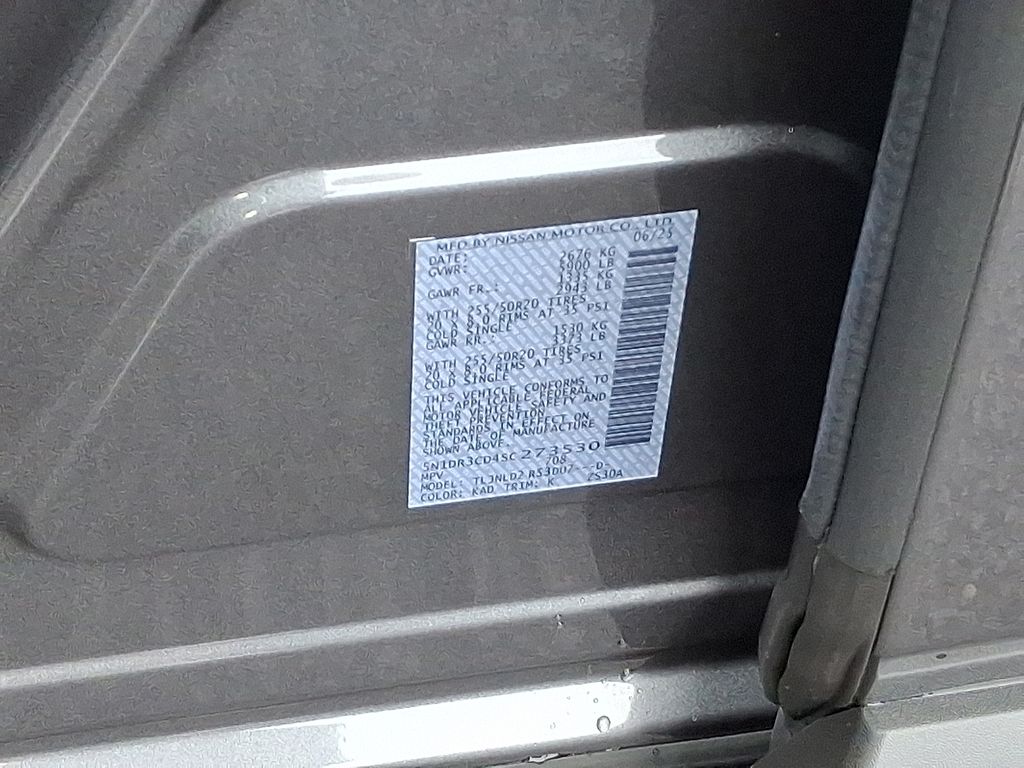 MFD BY NISSAN MOTOR CO., LTD.
DATE: 06/25
GVWR: 2676 KG
5900 LB
GAWR FR.: 1335 KG
2943 LB
WITH 255/50R20 TIRES
20 X 8.0 RIMS AT 35 PSI
COLD SINGLE
GAWR RR.: 1530 KG
3373 LB
WITH 255/50R20 TIRES
20 X 8.0 RIMS AT 35 PSI
COLD SINGLE
THIS VEHICLE CONFORMS TO
ALL APPLICABLE FEDERAL
MOTOR VEHICLE SAFETY AND
THEFT PREVENTION
STANDARDS IN EFFECT ON
THE DATE OF MANUFACTURE
SHOWN ABOVE.
5N1DR3CD4SC273530
MPV /08
MODEL: TLJNLDZ R53DU7---D-
COLOR: KAD TRIM: K ZS30A